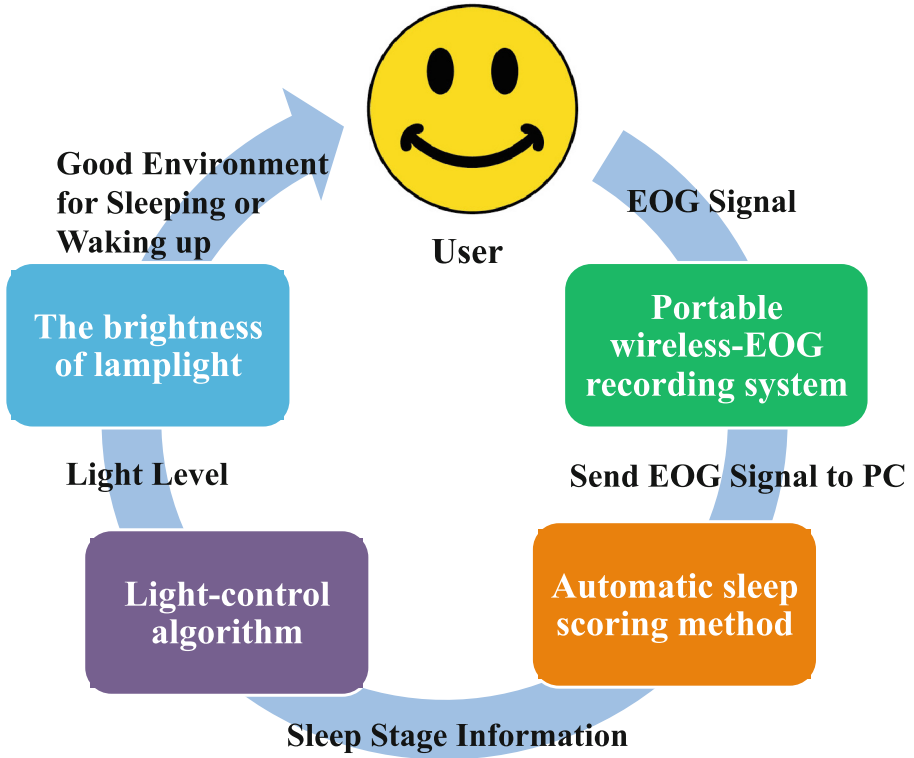 User
EOG Signal
Portable
wireless-EOG
recording system
Send EOG Signal to PC
Automatic sleep
scoring method
Sleep Stage Information
Light-control
algorithm
Light Level
The brightness
of lamplight
Good Environment
for Sleeping or
Waking up